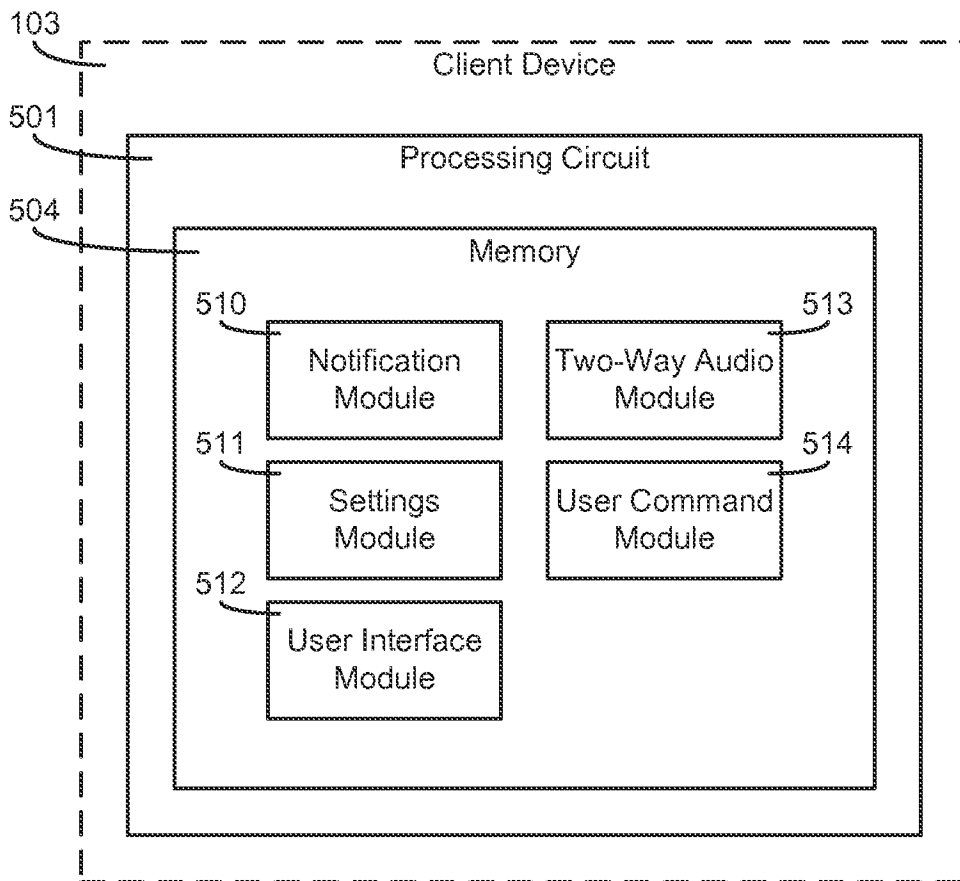 103
Client Device
501
Processing Circuit
504
Memory
510
Notification
Module
513
Two-Way Audio
Module
511
Settings
Module
514
User Command
Module
512
User Interface
Module